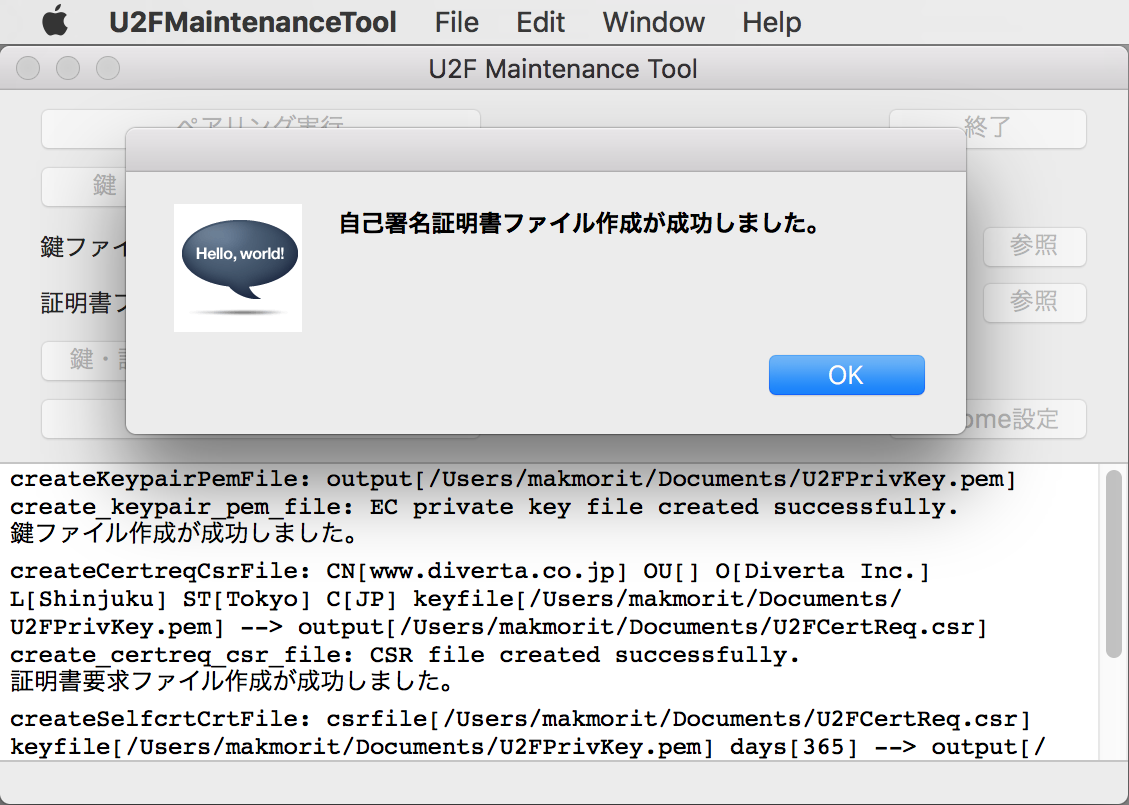 U2FMaintenanceTool File Edit Window Help
U2F Maintenance Tool
ペアリング実行
終了
鍵
自己署名証明書ファイル作成が成功しました。
Hello, world!
鍵ファイ
参照
証明書フ
参照
鍵・
OK
ome設定
createKeypairPemFile: output[/Users/makmorit/Documents/U2FPrivKey.pem]
create_keypair_pem_file: EC private key file created successfully.
鍵ファイル作成が成功しました。
createCertreqCsrFile: CN[www.diverta.co.jp] OU[] O[Diverta Inc.]
L[Shinjuku] ST[Tokyo] C[JP] keyfile[/Users/makmorit/Documents/
U2FPrivKey.pem] --> output[/Users/makmorit/Documents/U2FCertReq.csr]
create_certreq_csr_file: CSR file created successfully.
証明書要求ファイル作成が成功しました。
createSelfcrtCrtFile: csrfile[/Users/makmorit/Documents/U2FCertReq.csr]
keyfile[/Users/makmorit/Documents/U2FPrivKey.pem] days[365] --> output[/